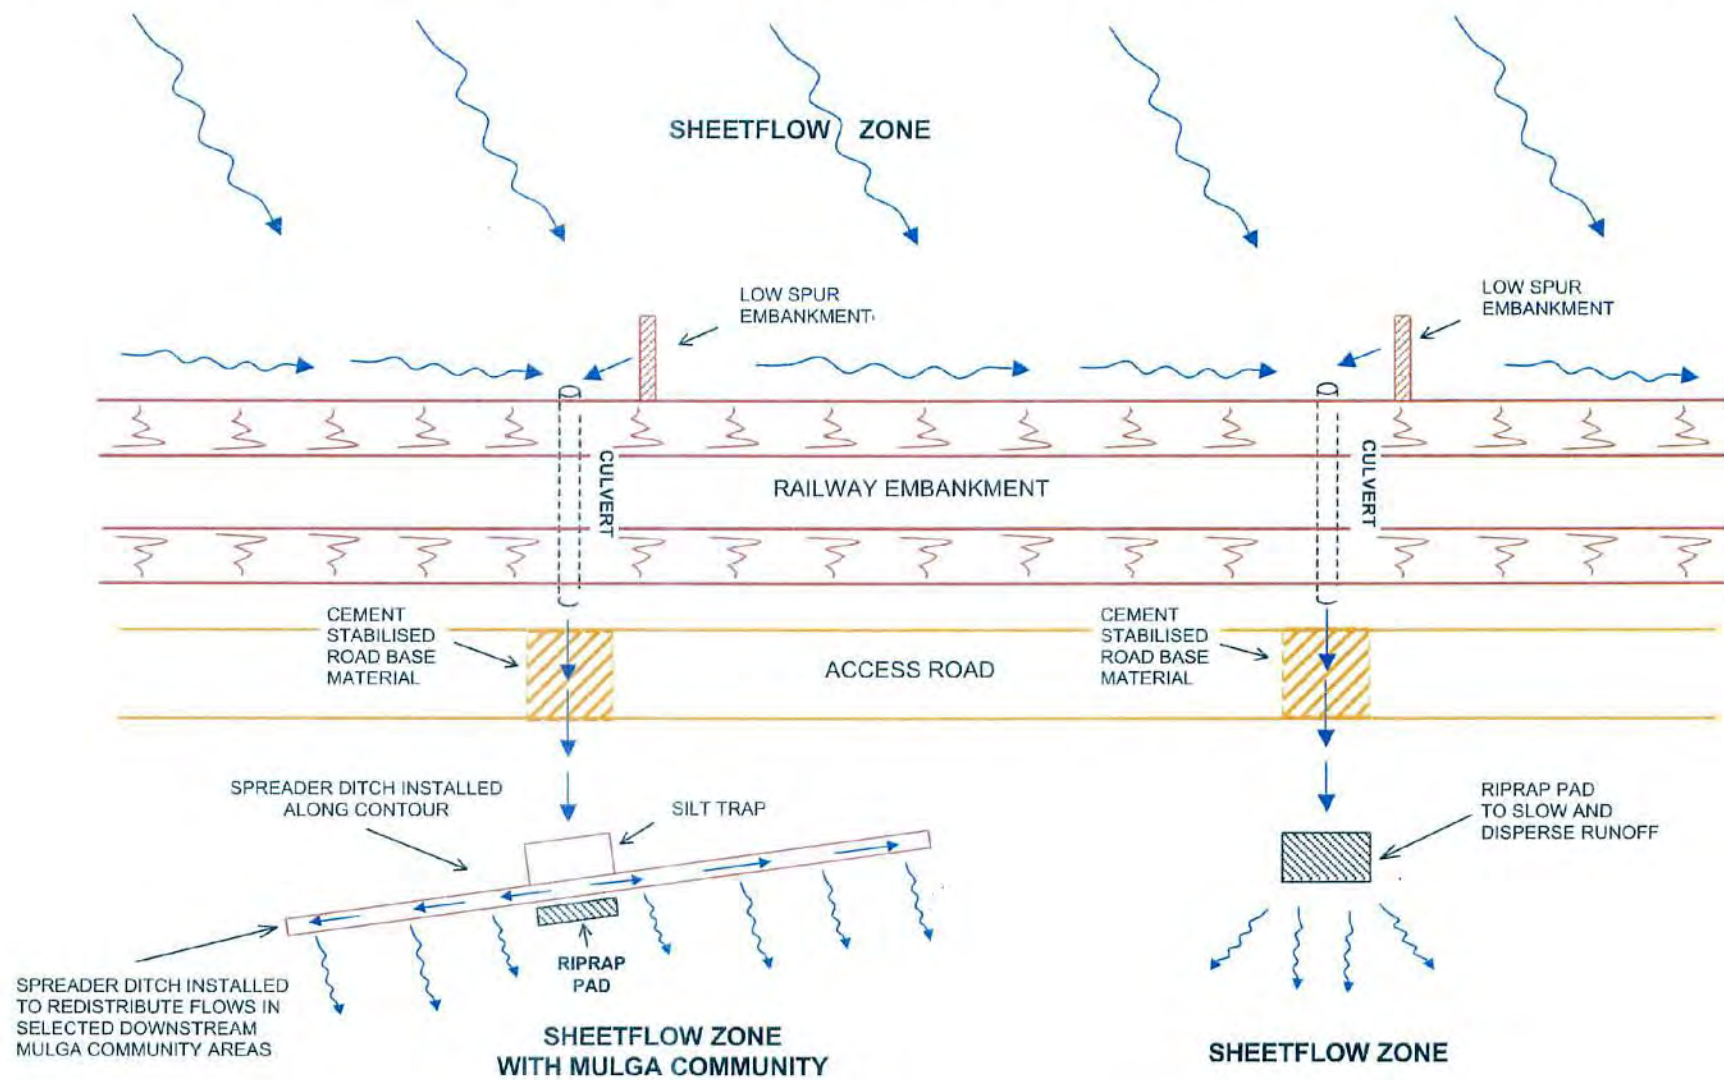 SHEETFLOW ZONE
LOW SPUR
EMBANKMENT
LOW SPUR
EMBANKMENT
CULVERT
CULVERT
RAILWAY EMBANKMENT
CEMENT
STABILISED
ROAD BASE
MATERIAL
ACCESS ROAD
CEMENT
STABILISED
ROAD BASE
MATERIAL
SPREADER DITCH INSTALLED
ALONG CONTOUR
SILT TRAP
RIPRAP PAD
TO SLOW AND
DISPERSE RUNOFF
RIPRAP
PAD
SPREADER DITCH INSTALLED
TO REDISTRIBUTE FLOWS IN
SELECTED DOWNSTREAM
MULGA COMMUNITY AREAS
SHEETFLOW ZONE
WITH MULGA COMMUNITY
SHEETFLOW ZONE